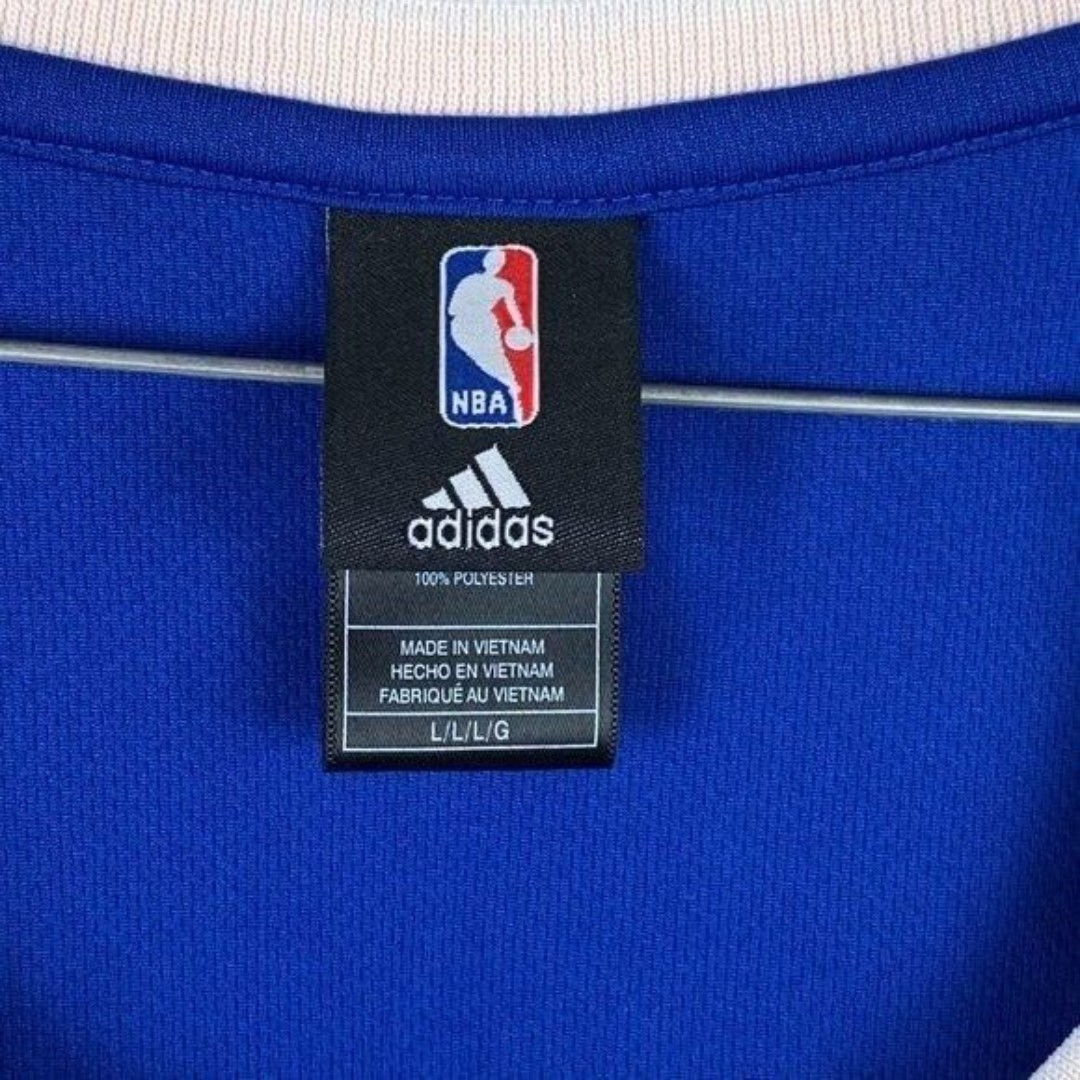 NBA
adidas
100% POLYESTER
MADE IN VIETNAM
HECHO EN VIETNAM
FABRIQUÉ AU VIETNAM
L/L/L/G